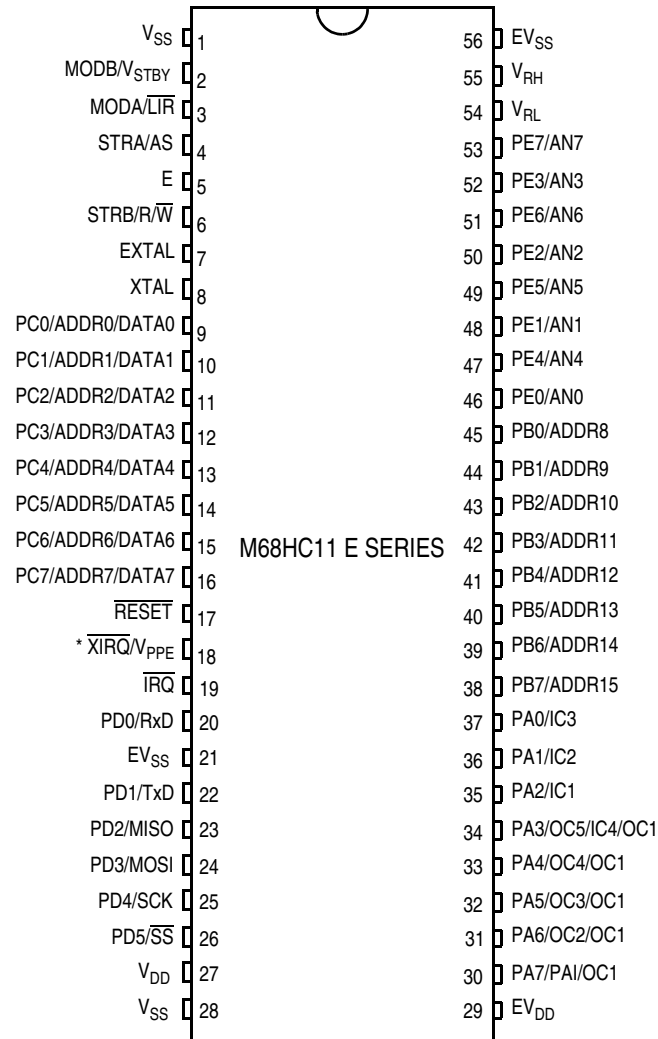 VSS 1 56 EVSS
MODB/VSTBY 2 55 VRH
MODA/L̅I̅R̅ 3 54 VRL
STRA/AS 4 53 PE7/AN7
E 5 52 PE3/AN3
STRB/R/W̅ 6 51 PE6/AN6
EXTAL 7 50 PE2/AN2
XTAL 8 49 PE5/AN5
PC0/ADDR0/DATA0 9 48 PE1/AN1
PC1/ADDR1/DATA1 10 47 PE4/AN4
PC2/ADDR2/DATA2 11 46 PE0/AN0
PC3/ADDR3/DATA3 12 45 PB0/ADDR8
PC4/ADDR4/DATA4 13 44 PB1/ADDR9
PC5/ADDR5/DATA5 14 43 PB2/ADDR10
PC6/ADDR6/DATA6 15 M68HC11 E SERIES 42 PB3/ADDR11
PC7/ADDR7/DATA7 16 41 PB4/ADDR12
R̅E̅S̅E̅T̅ 17 40 PB5/ADDR13
* X̅I̅R̅Q̅/VPPE 18 39 PB6/ADDR14
I̅R̅Q̅ 19 38 PB7/ADDR15
PD0/RxD 20 37 PA0/IC3
EVSS 21 36 PA1/IC2
PD1/TxD 22 35 PA2/IC1
PD2/MISO 23 34 PA3/OC5/IC4/OC1
PD3/MOSI 24 33 PA4/OC4/OC1
PD4/SCK 25 32 PA5/OC3/OC1
PD5/S̅S̅ 26 31 PA6/OC2/OC1
VDD 27 30 PA7/PAI/OC1
VSS 28 29 EVDD